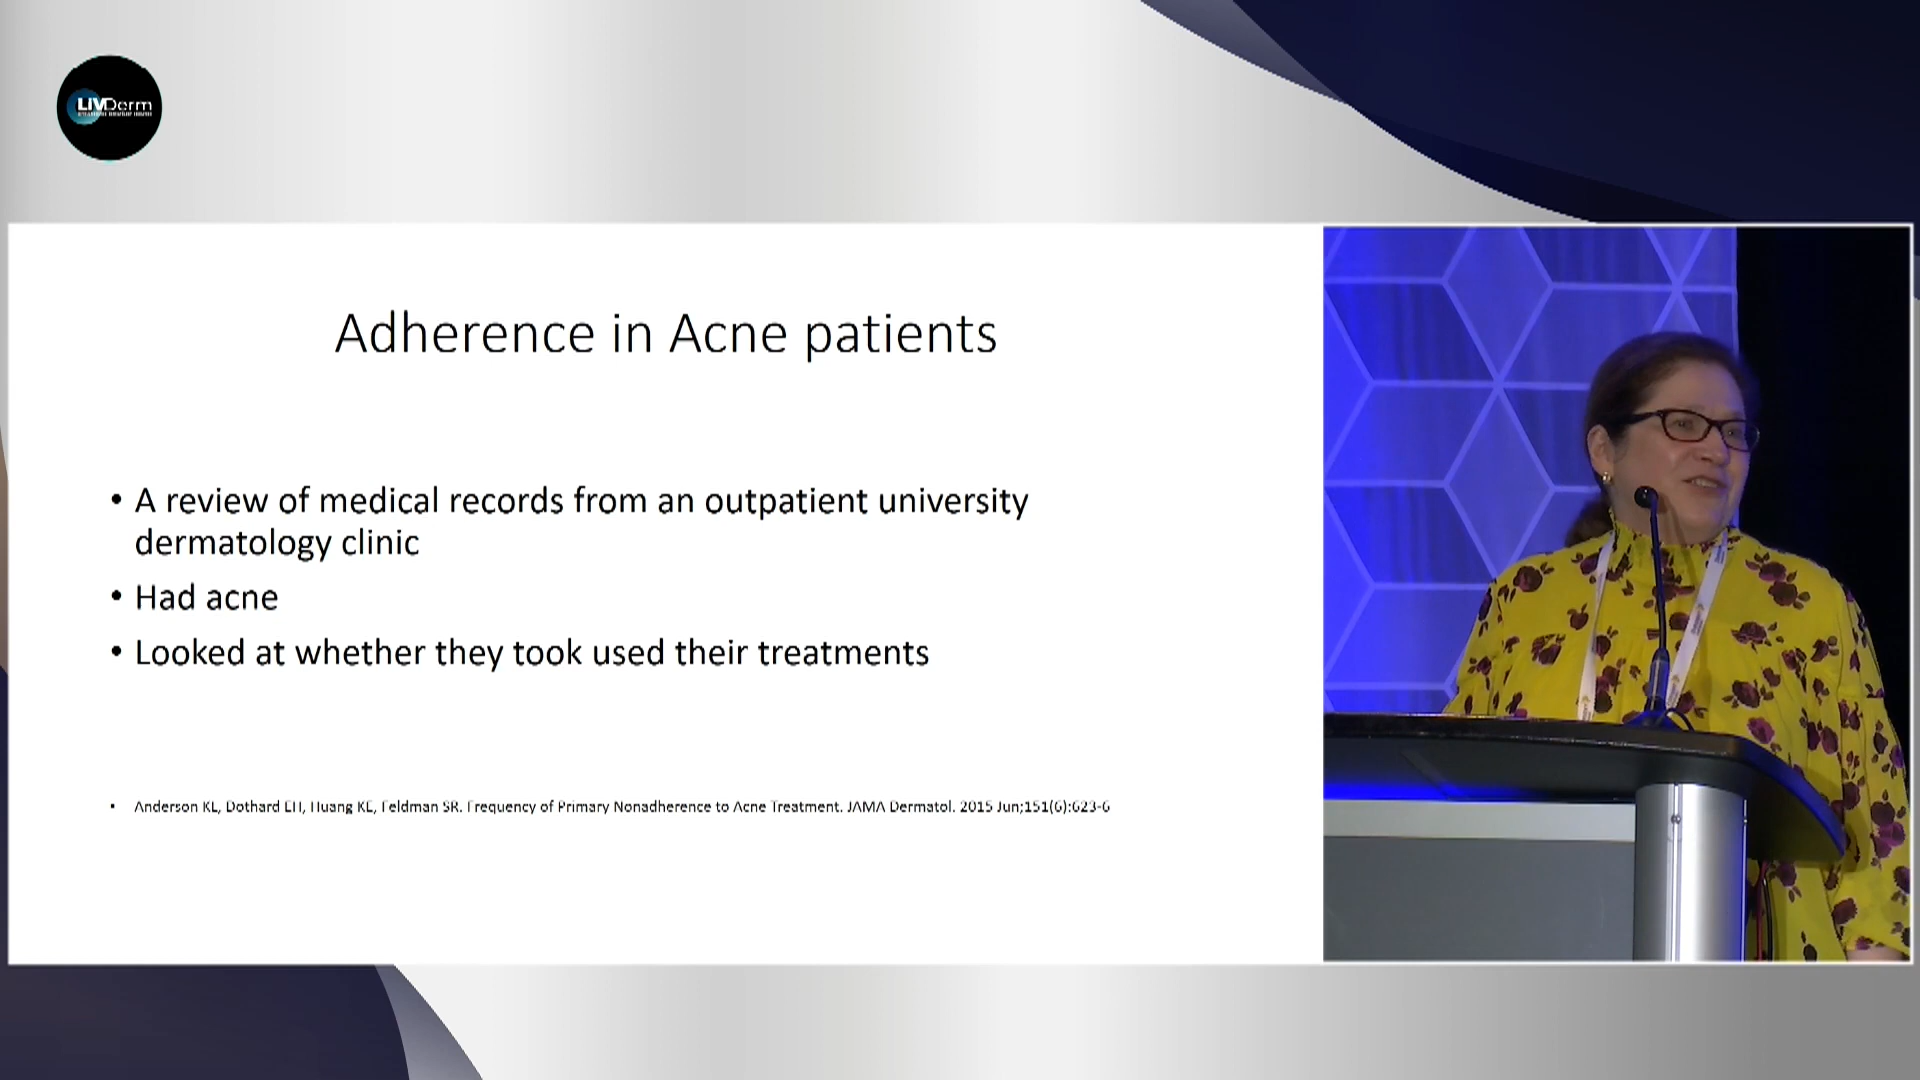 LIVDerm
Adherence in Acne patients
• A review of medical records from an outpatient university
dermatology clinic
• Had acne
• Looked at whether they took used their treatments
• Anderson KL, Dothard EH, Huang KE, Feldman SR. Frequency of Primary Nonadherence to Acne Treatment. JAMA Dermatol. 2015 Jun;151(6):623-6